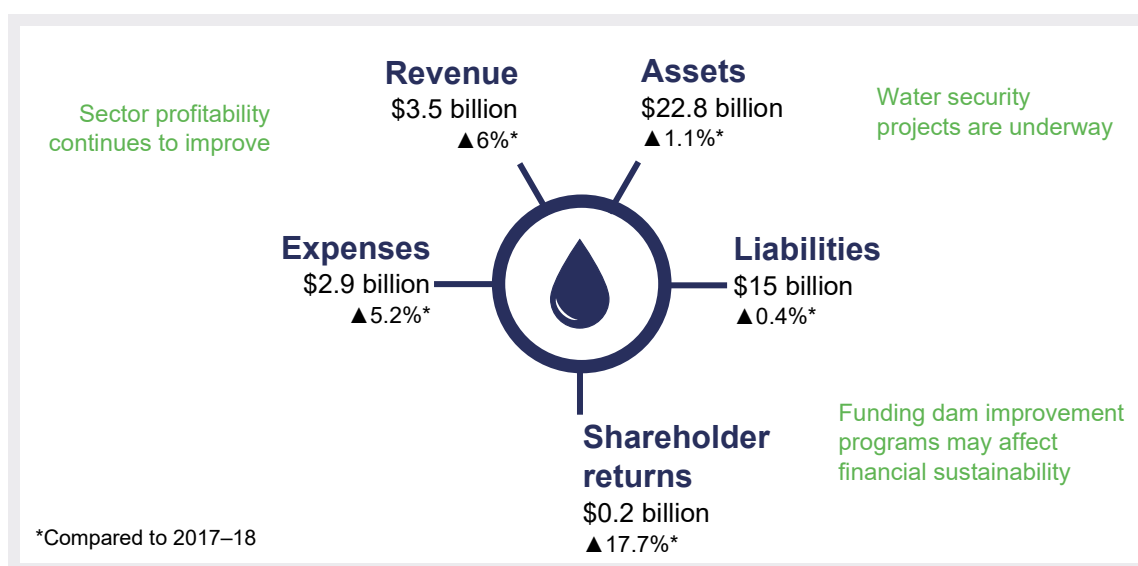 Revenue
$3.5 billion
▲6%*
Assets
$22.8 billion
▲1.1%*
Sector profitability
continues to improve
Water security
projects are underway
Expenses
$2.9 billion
▲5.2%*
Liabilities
$15 billion
▲0.4%*
Shareholder
returns
$0.2 billion
▲17.7%*
Funding dam improvement
programs may affect
financial sustainability
*Compared to 2017–18